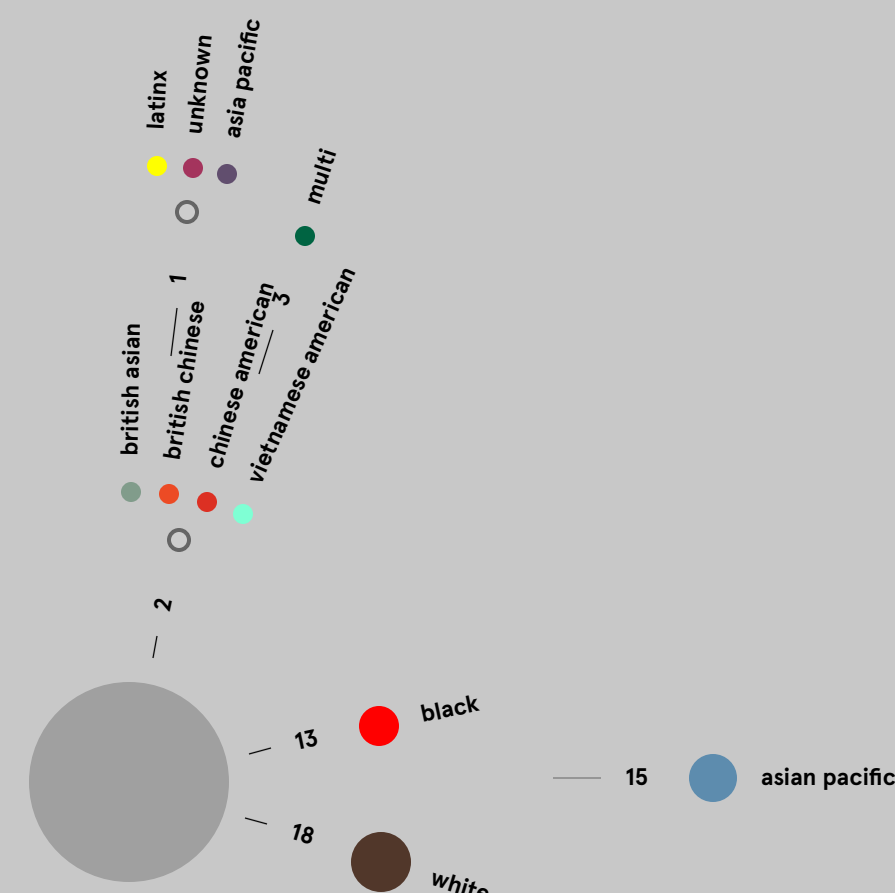 latinx
unknown
asia pacific
multi
1
3
british asian
british chinese
chinese american
vietnamese american
2
13
black
15
asian pacific
18
white